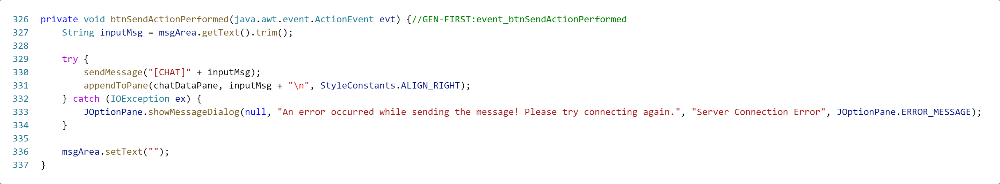 326 private void btnSendActionPerformed(java.awt.event.ActionEvent evt) {//GEN-FIRST:event_btnSendActionPerformed
327     String inputMsg = msgArea.getText().trim();
328
329     try {
330         sendMessage("[CHAT]" + inputMsg);
331         appendToPane(chatDataPane, inputMsg + "\n", StyleConstants.ALIGN_RIGHT);
332     } catch (IOException ex) {
333         JOptionPane.showMessageDialog(null, "An error occurred while sending the message! Please try connecting again.", "Server Connection Error", JOptionPane.ERROR_MESSAGE);
334     }
335
336     msgArea.setText("");
337 }